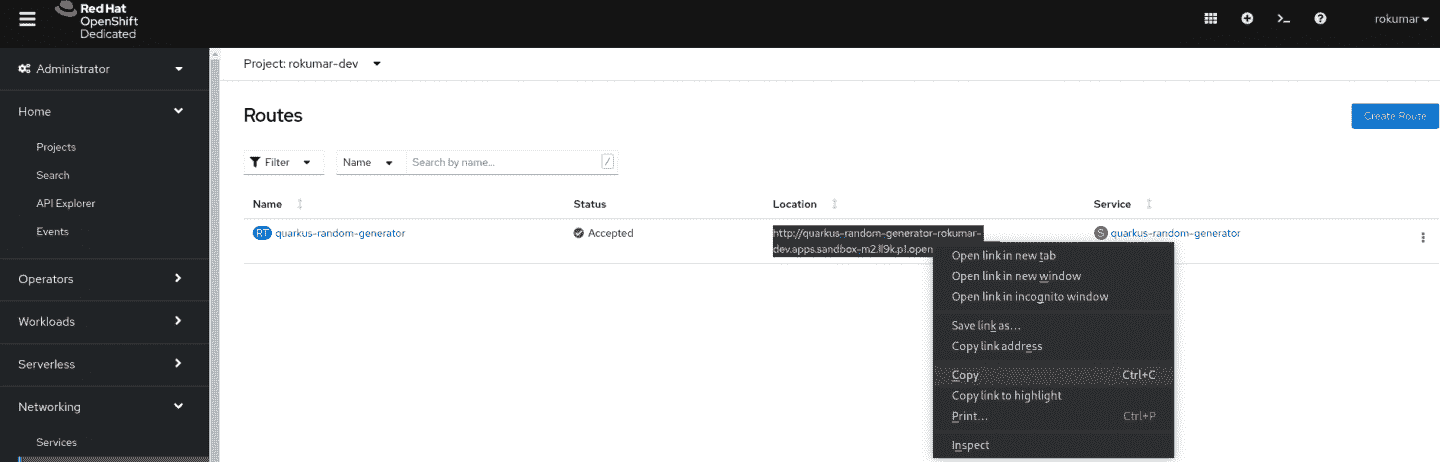 Red Hat
OpenShift
Dedicated
rokumar
Administrator
Project: rokumar-dev
Home
Routes
Create Route
Projects
Filter
Name
Search by name...
/
Search
API Explorer
Name
Status
Location
Service
Events
RT quarkus-random-generator
Accepted
http://quarkus-random-generator-rokumar-
dev.apps.sandbox-m2.ll9k.p1.open
S quarkus-random-generator
Open link in new tab
Operators
Open link in new window
Open link in incognito window
Workloads
Save link as...
Copy link address
Serverless
Copy Ctrl+C
Copy link to highlight
Networking
Print... Ctrl+P
Services
Inspect